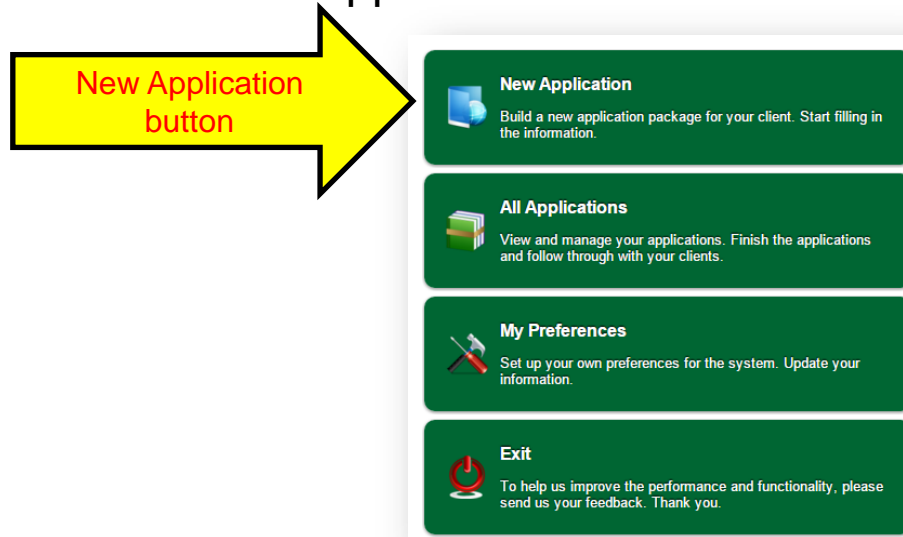 New Application
button
New Application
Build a new application package for your client. Start filling in
the information.
All Applications
View and manage your applications. Finish the applications
and follow through with your clients.
My Preferences
Set up your own preferences for the system. Update your
information.
Exit
To help us improve the performance and functionality, please
send us your feedback. Thank you.